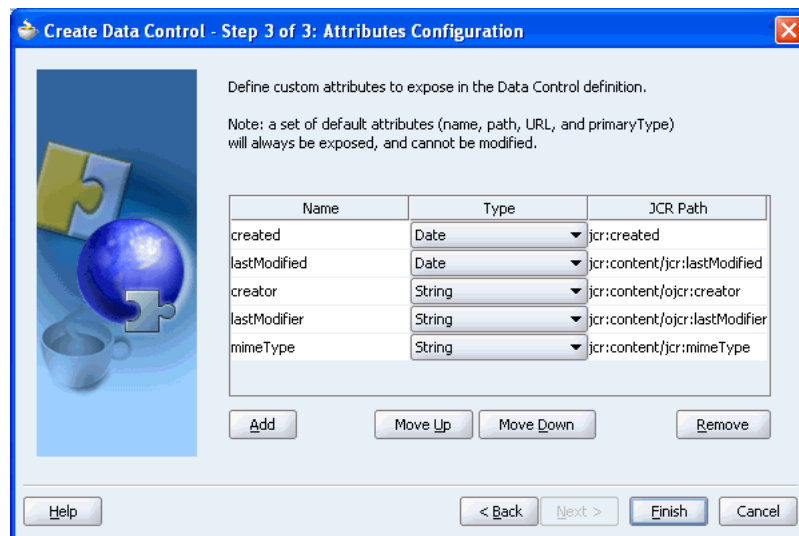 Create Data Control - Step 3 of 3: Attributes Configuration
Define custom attributes to expose in the Data Control definition.
Note: a set of default attributes (name, path, URL, and primaryType)
will always be exposed, and cannot be modified.
Name Type JCR Path
created Date jcr:created
lastModified Date jcr:content/jcr:lastModified
creator String jcr:content/ojcr:creator
lastModifier String jcr:content/ojcr:lastModifier
mimeType String jcr:content/jcr:mimeType
Add Move Up Move Down Remove
Help < Back Next > Finish Cancel